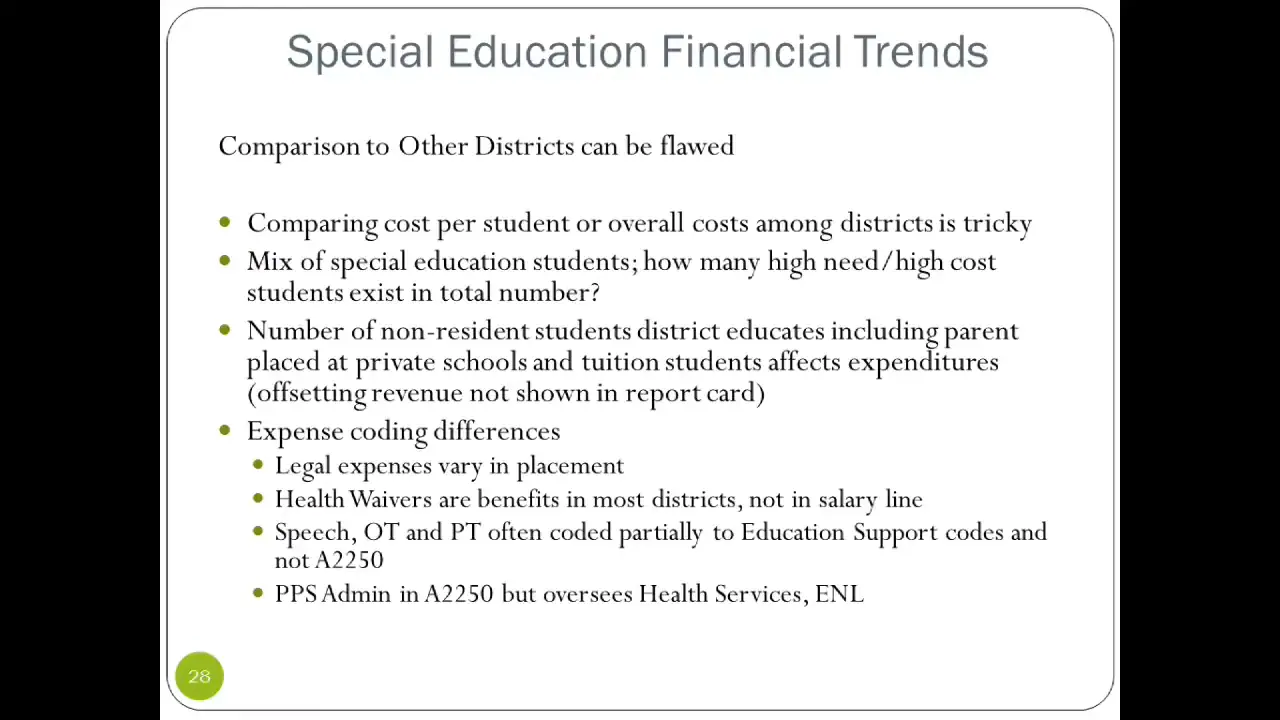 Special Education Financial Trends
Comparison to Other Districts can be flawed
• Comparing cost per student or overall costs among districts is tricky
• Mix of special education students; how many high need/high cost
students exist in total number?
• Number of non-resident students district educates including parent
placed at private schools and tuition students affects expenditures
(offsetting revenue not shown in report card)
• Expense coding differences
• Legal expenses vary in placement
• Health Waivers are benefits in most districts, not in salary line
• Speech, OT and PT often coded partially to Education Support codes and
not A2250
• PPS Admin in A2250 but oversees Health Services, ENL
28